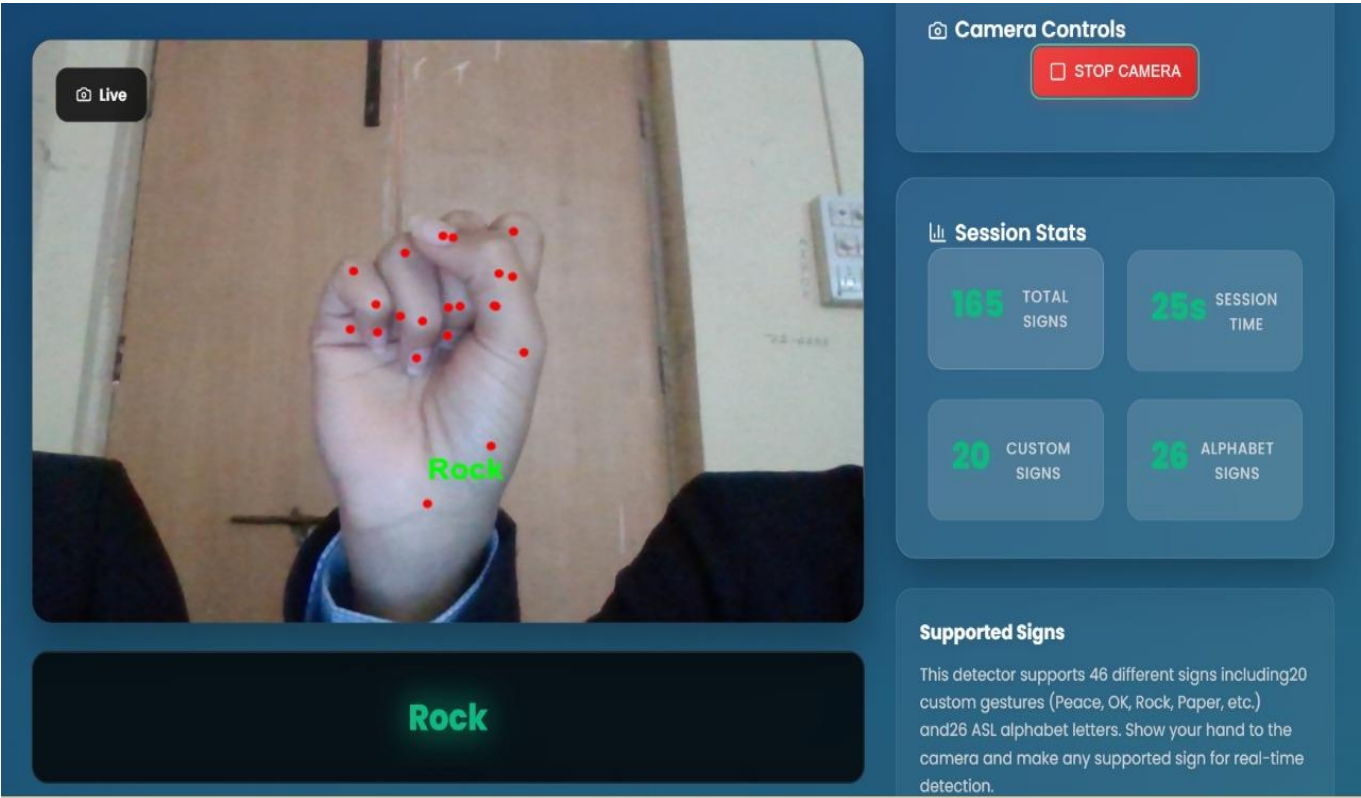 Live
Rock
Rock
Camera Controls
STOP CAMERA
Session Stats
165 TOTAL
SIGNS
25s SESSION
TIME
20 CUSTOM
SIGNS
26 ALPHABET
SIGNS
Supported Signs
This detector supports 46 different signs including20
custom gestures (Peace, OK, Rock, Paper, etc.)
and26 ASL alphabet letters. Show your hand to the
camera and make any supported sign for real-time
detection.